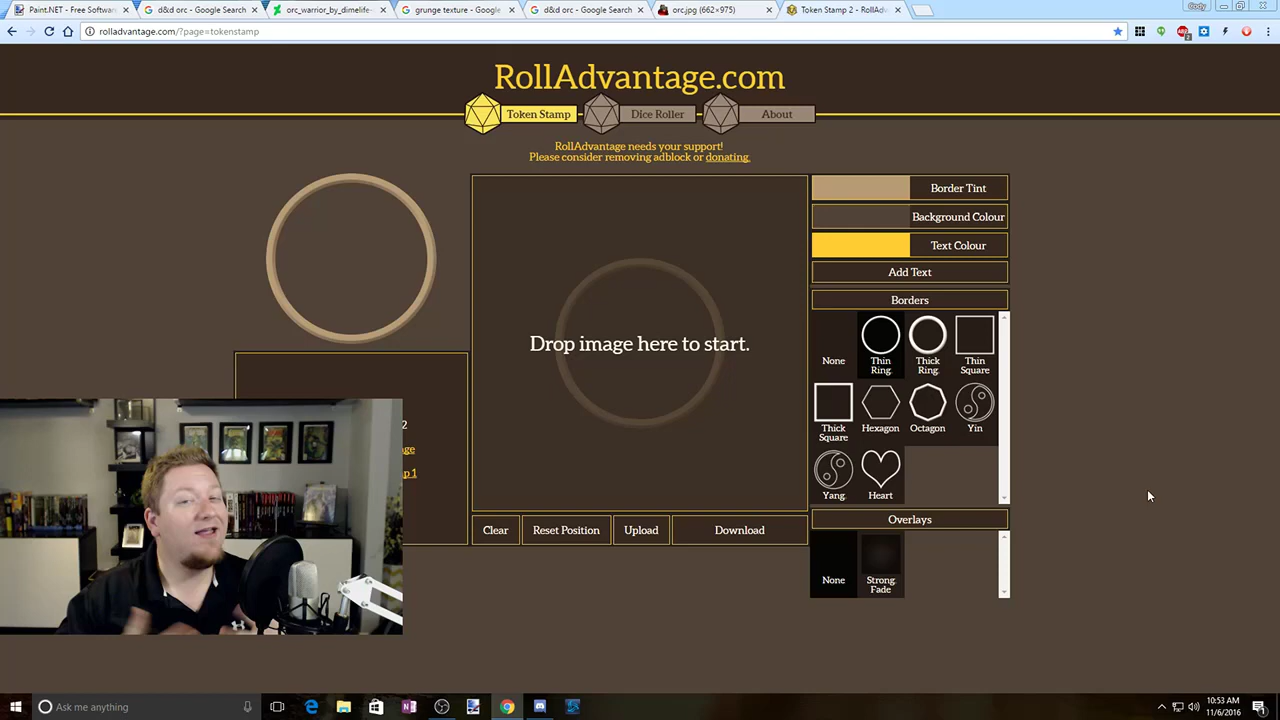 Paint.NET - Free Software
d&d orc - Google Search
orc_warrior_by_dimelife-
grunge texture - Google
d&d orc - Google Search
orc.jpg (662×975)
Token Stamp 2 - RollAdv
Cindy
rolladvantage.com/?page=tokenstamp
RollAdvantage.com
Token Stamp
Dice Roller
About
RollAdvantage needs your support!
Please consider removing adblock or donating.
Border Tint
Background Colour
Text Colour
Add Text
Borders
Drop image here to start.
None
Thin Ring.
Thick Ring.
Thin Square
Thick Square
Hexagon
Octagon
Yin
Yang.
Heart
2
ge
p 1
Clear
Reset Position
Upload
Download
Overlays
None
Strong. Fade
Ask me anything
10:53 AM
11/6/2016